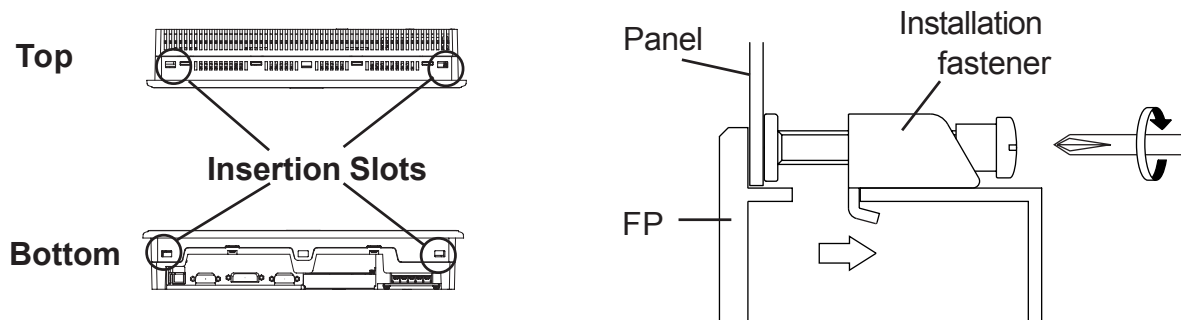 Top
Insertion Slots
Bottom
Panel
Installation
fastener
FP